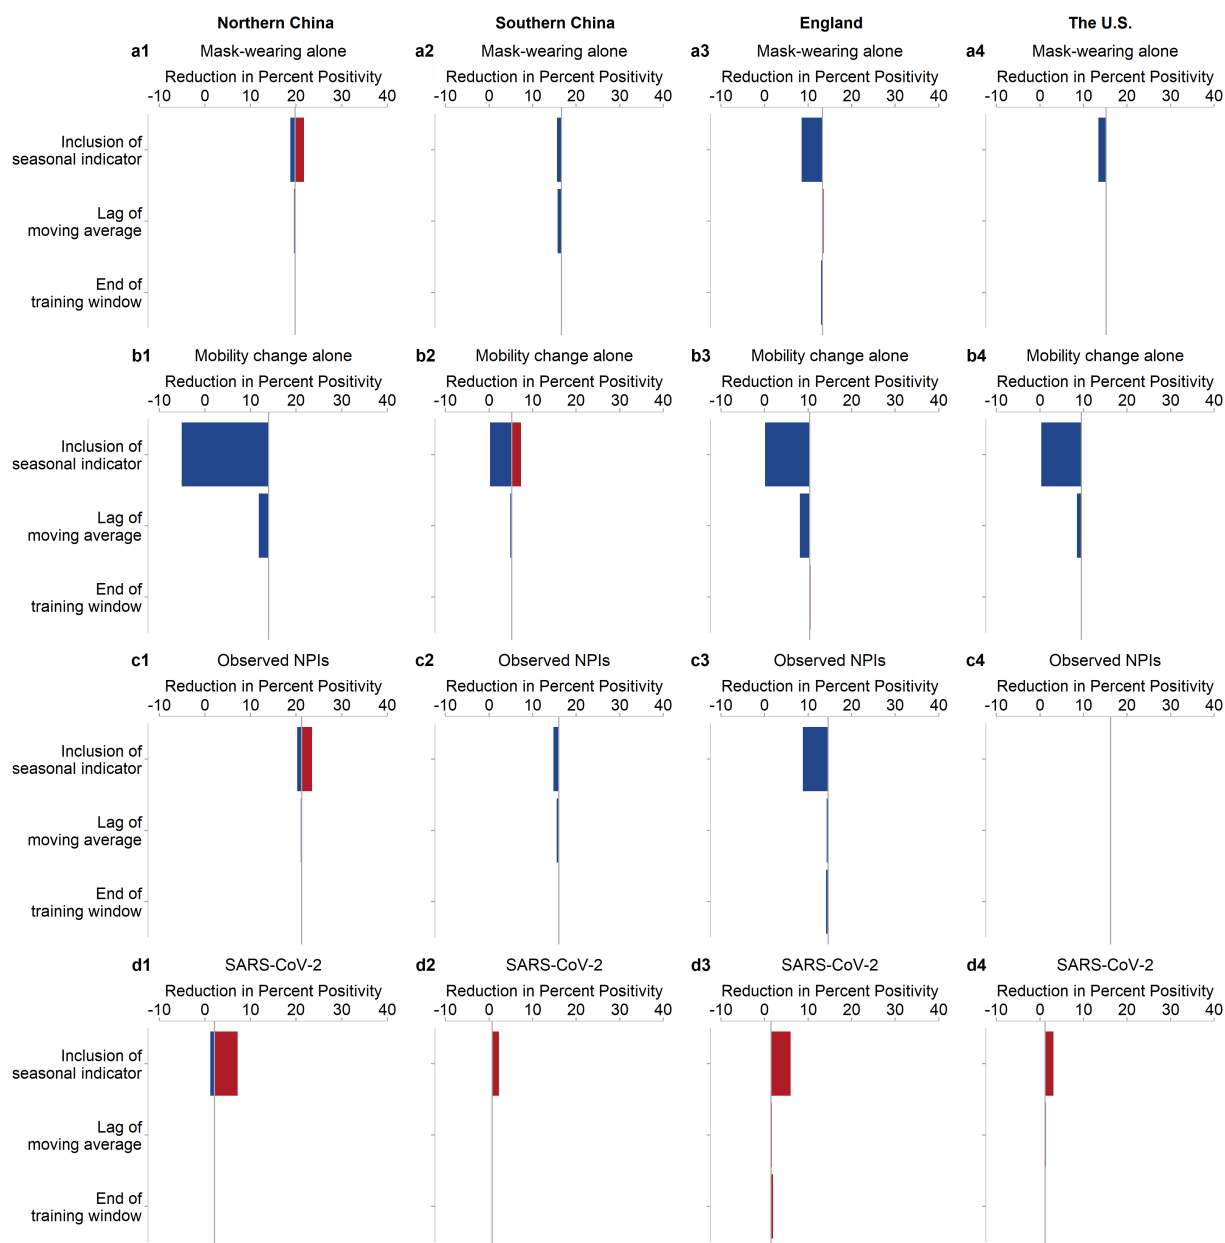 Northern China Southern China England The U.S.
a1 Mask-wearing alone a2 Mask-wearing alone a3 Mask-wearing alone a4 Mask-wearing alone
Reduction in Percent Positivity Reduction in Percent Positivity Reduction in Percent Positivity Reduction in Percent Positivity
-10 0 10 20 30 40 -10 0 10 20 30 40 -10 0 10 20 30 40 -10 0 10 20 30 40
Inclusion of
seasonal indicator
Lag of
moving average
End of
training window
b1 Mobility change alone b2 Mobility change alone b3 Mobility change alone b4 Mobility change alone
Reduction in Percent Positivity Reduction in Percent Positivity Reduction in Percent Positivity Reduction in Percent Positivity
-10 0 10 20 30 40 -10 0 10 20 30 40 -10 0 10 20 30 40 -10 0 10 20 30 40
Inclusion of
seasonal indicator
Lag of
moving average
End of
training window
c1 Observed NPIs c2 Observed NPIs c3 Observed NPIs c4 Observed NPIs
Reduction in Percent Positivity Reduction in Percent Positivity Reduction in Percent Positivity Reduction in Percent Positivity
-10 0 10 20 30 40 -10 0 10 20 30 40 -10 0 10 20 30 40 -10 0 10 20 30 40
Inclusion of
seasonal indicator
Lag of
moving average
End of
training window
d1 SARS-CoV-2 d2 SARS-CoV-2 d3 SARS-CoV-2 d4 SARS-CoV-2
Reduction in Percent Positivity Reduction in Percent Positivity Reduction in Percent Positivity Reduction in Percent Positivity
-10 0 10 20 30 40 -10 0 10 20 30 40 -10 0 10 20 30 40 -10 0 10 20 30 40
Inclusion of
seasonal indicator
Lag of
moving average
End of
training window